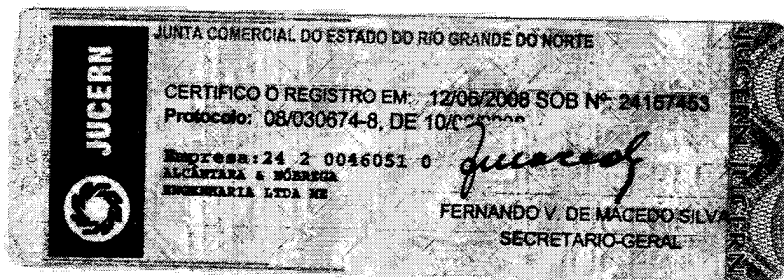 JUCERN
JUNTA COMERCIAL DO ESTADO DO RIO GRANDE DO NORTE
CERTIFICO O REGISTRO EM: 12/06/2008 SOB Nº: 24157453
Protocolo: 08/030674-8, DE
Empresa:24 2 0046051 0
ALCÂNTARA & NÓBREGA
ENGENHARIA LTDA ME
FERNANDO V. DE MACEDO SILVA
SECRETARIO-GERAL
JUCERN